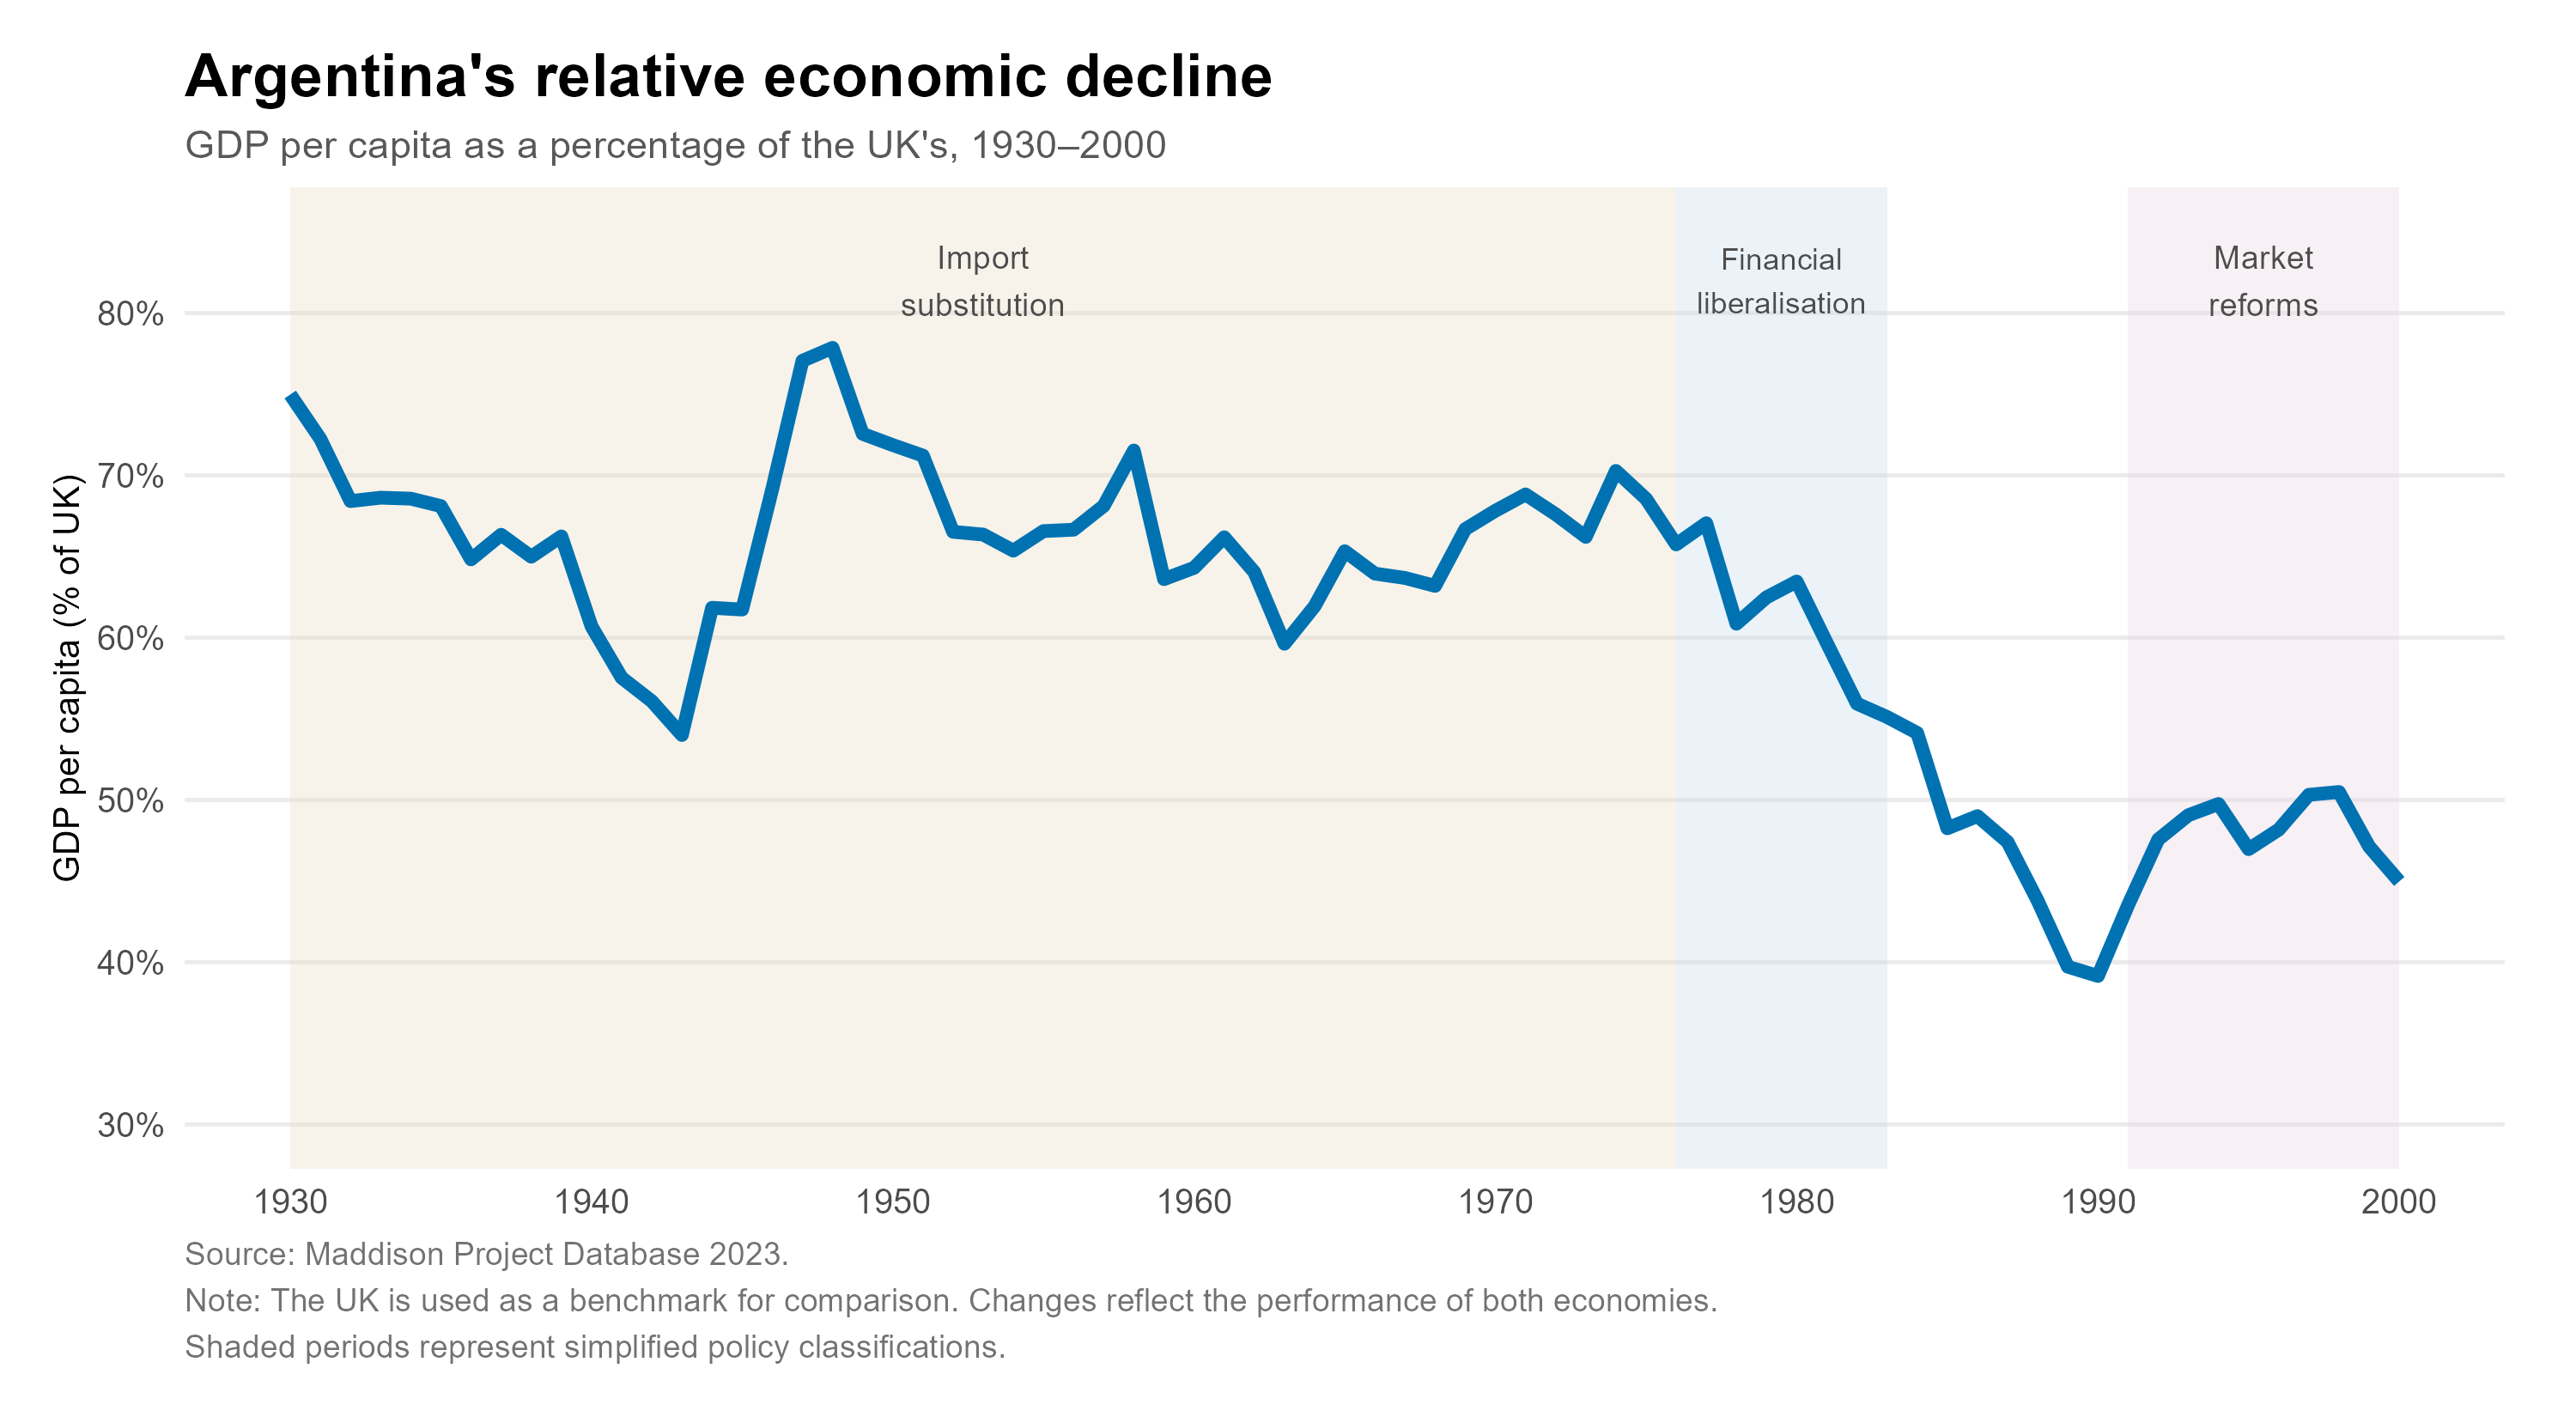 Argentina's relative economic decline
GDP per capita as a percentage of the UK's, 1930–2000
GDP per capita (% of UK)
Import
substitution
Financial
liberalisation
Market
reforms
80%
70%
60%
50%
40%
30%
1930 1940 1950 1960 1970 1980 1990 2000
Source: Maddison Project Database 2023.
Note: The UK is used as a benchmark for comparison. Changes reflect the performance of both economies.
Shaded periods represent simplified policy classifications.